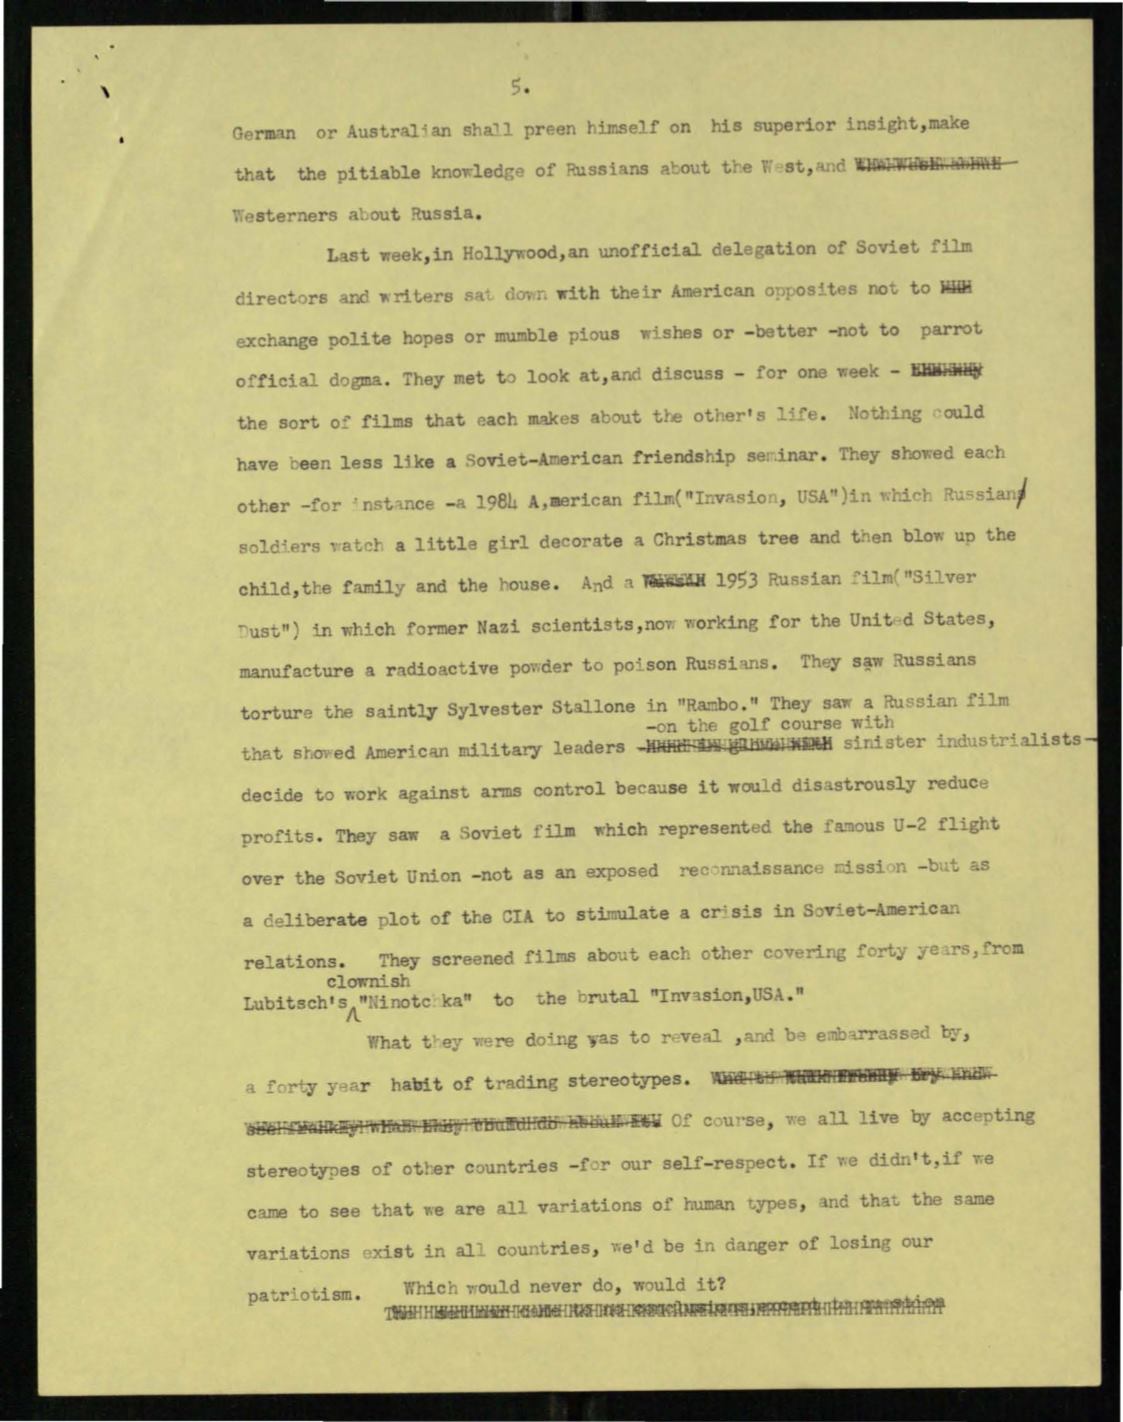 5.
German or Australian shall preen himself on his superior insight,make
that the pitiable knowledge of Russians about the West,and
Westerners about Russia.
Last week,in Hollywood,an unofficial delegation of Soviet film
directors and writers sat down with their American opposites not to
exchange polite hopes or mumble pious wishes or -better -not to parrot
official dogma. They met to look at,and discuss - for one week -
the sort of films that each makes about the other's life. Nothing could
have been less like a Soviet-American friendship seminar. They showed each
other -for instance -a 1984 A,merican film("Invasion, USA")in which Russian
soldiers watch a little girl decorate a Christmas tree and then blow up the
child,the family and the house. And a 1953 Russian film("Silver
Dust") in which former Nazi scientists,now working for the United States,
manufacture a radioactive powder to poison Russians. They saw Russians
torture the saintly Sylvester Stallone in "Rambo." They saw a Russian film
-on the golf course with
that showed American military leaders sinister industrialists-
decide to work against arms control because it would disastrously reduce
profits. They saw a Soviet film which represented the famous U-2 flight
over the Soviet Union -not as an exposed reconnaissance mission -but as
a deliberate plot of the CIA to stimulate a crisis in Soviet-American
relations. They screened films about each other covering forty years,from
clownish
Lubitsch's "Ninotchka" to the brutal "Invasion,USA."
What they were doing was to reveal ,and be embarrassed by,
a forty year habit of trading stereotypes.
Of course, we all live by accepting
stereotypes of other countries -for our self-respect. If we didn't,if we
came to see that we are all variations of human types, and that the same
variations exist in all countries, we'd be in danger of losing our
patriotism. Which would never do, would it?